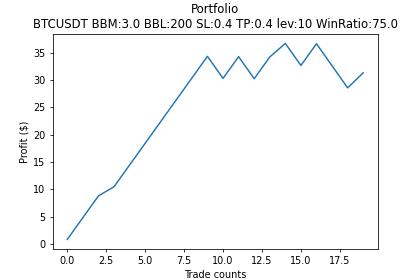 Portfolio
BTCUSDT BBM:3.0 BBL:200 SL:0.4 TP:0.4 lev:10 WinRatio:75.0
35
30
25
20
15
10
5
0
Profit ($)
0.0 2.5 5.0 7.5 10.0 12.5 15.0 17.5
Trade counts